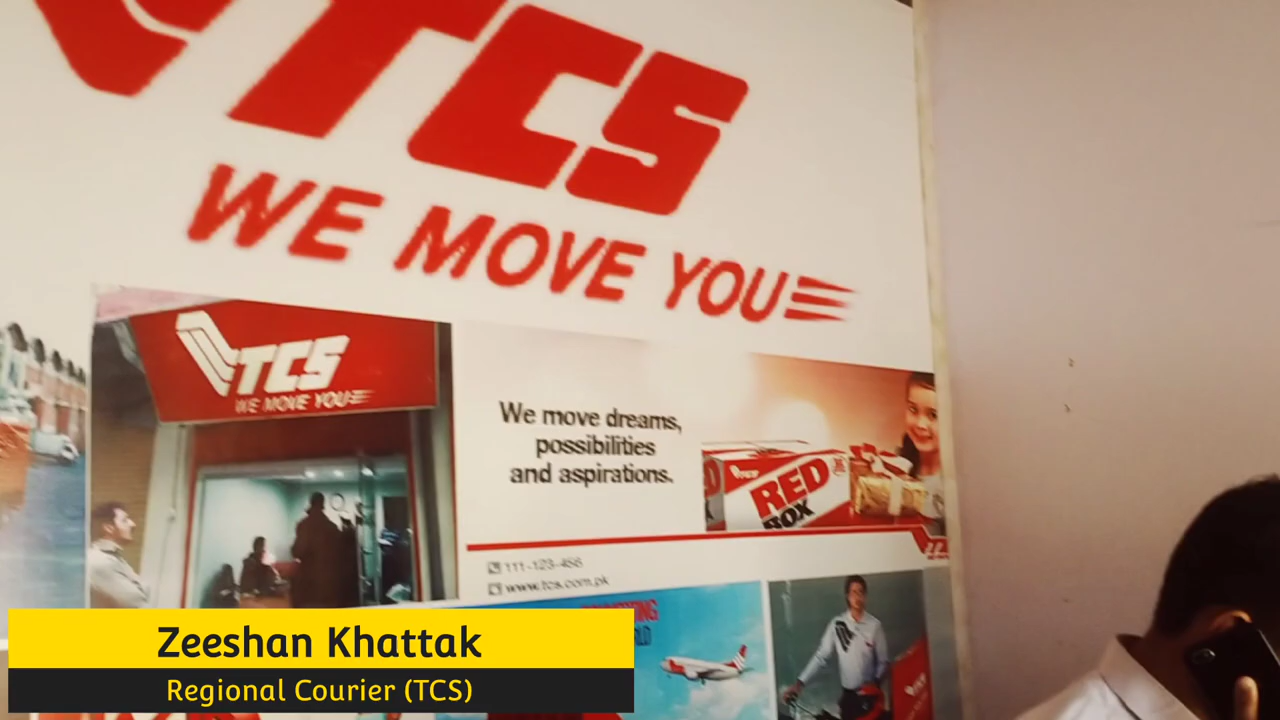 TCS
WE MOVE YOU
TCS
WE MOVE YOU
We move dreams,
possibilities
and aspirations.
TCS
RED
BOX
111-123-456
www.tcs.com.pk
Zeeshan Khattak
Regional Courier (TCS)